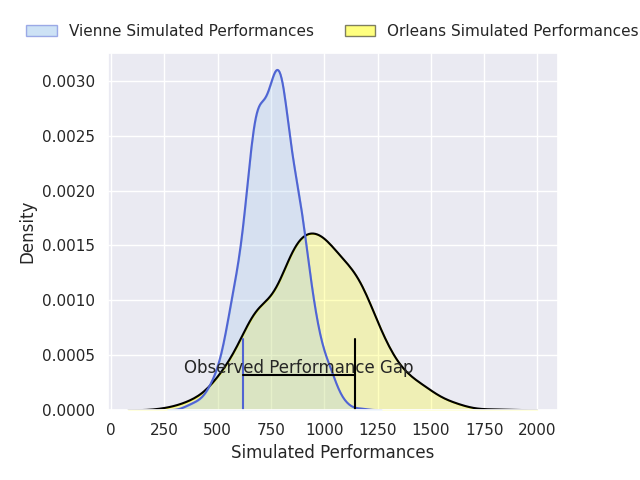 Vienne Simulated Performances
Orleans Simulated Performances
0.0030
0.0025
0.0020
0.0015
0.0010
0.0005
0.0000
Density
Observed Performance Gap
0 250 500 750 1000 1250 1500 1750 2000
Simulated Performances